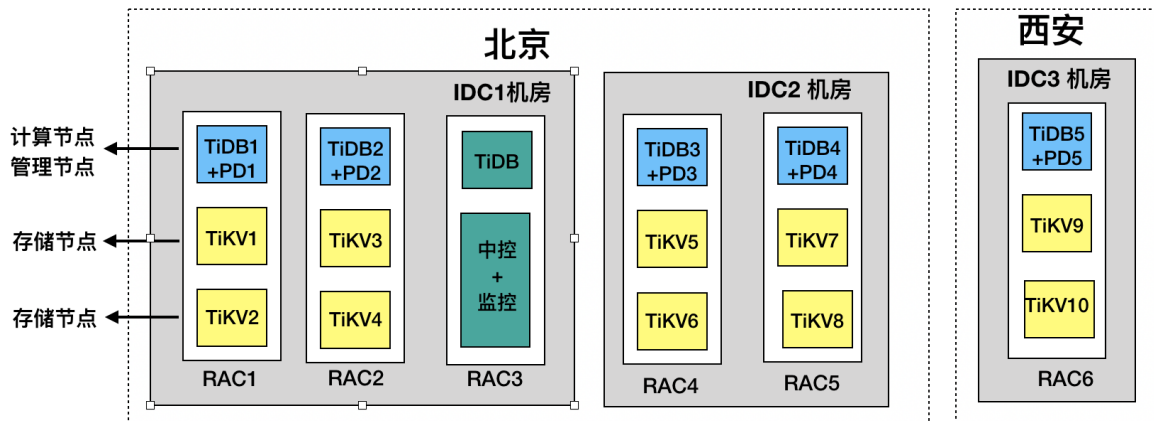 北京
西安
IDC1机房
IDC2 机房
IDC3 机房
计算节点
管理节点
存储节点
存储节点
TiDB1
+PD1
TiKV1
TiKV2
RAC1
TiDB2
+PD2
TiKV3
TiKV4
RAC2
TiDB
中控
+
监控
RAC3
TiDB3
+PD3
TiKV5
TiKV6
RAC4
TiDB4
+PD4
TiKV7
TiKV8
RAC5
TiDB5
+PD5
TiKV9
TiKV10
RAC6